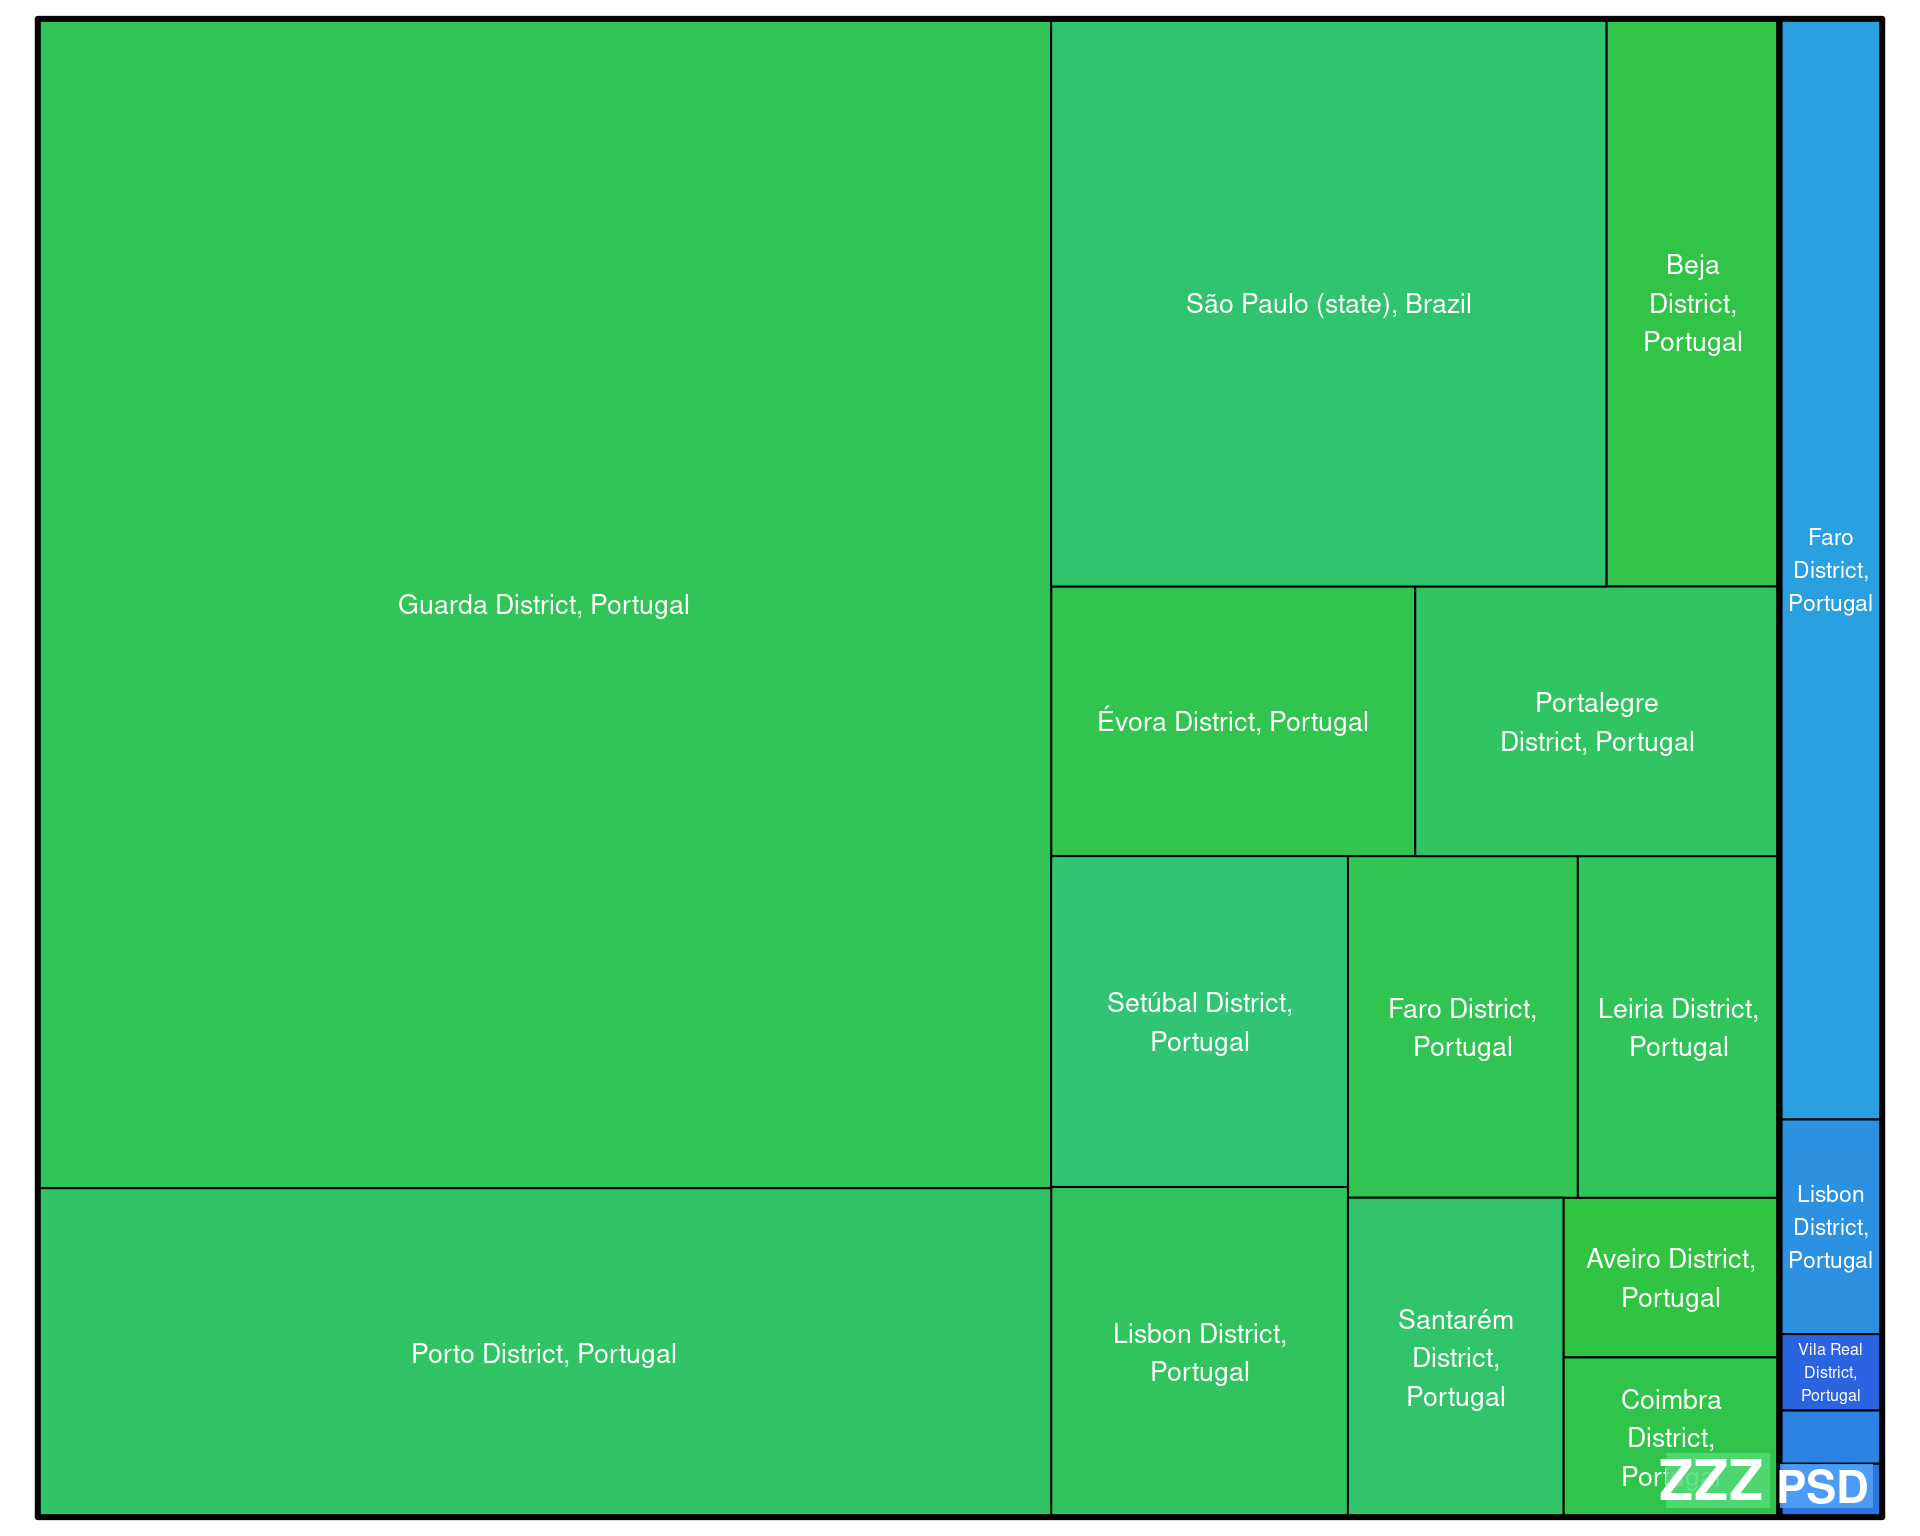 Guarda District, Portugal
Porto District, Portugal
São Paulo (state), Brazil
Beja
District,
Portugal
Évora District, Portugal
Portalegre
District, Portugal
Setúbal District,
Portugal
Faro District,
Portugal
Leiria District,
Portugal
Lisbon District,
Portugal
Santarém
District,
Portugal
Aveiro District,
Portugal
Coimbra
District,
Portugal
ZZZ
Faro
District,
Portugal
Lisbon
District,
Portugal
Vila Real
District,
Portugal
PSD